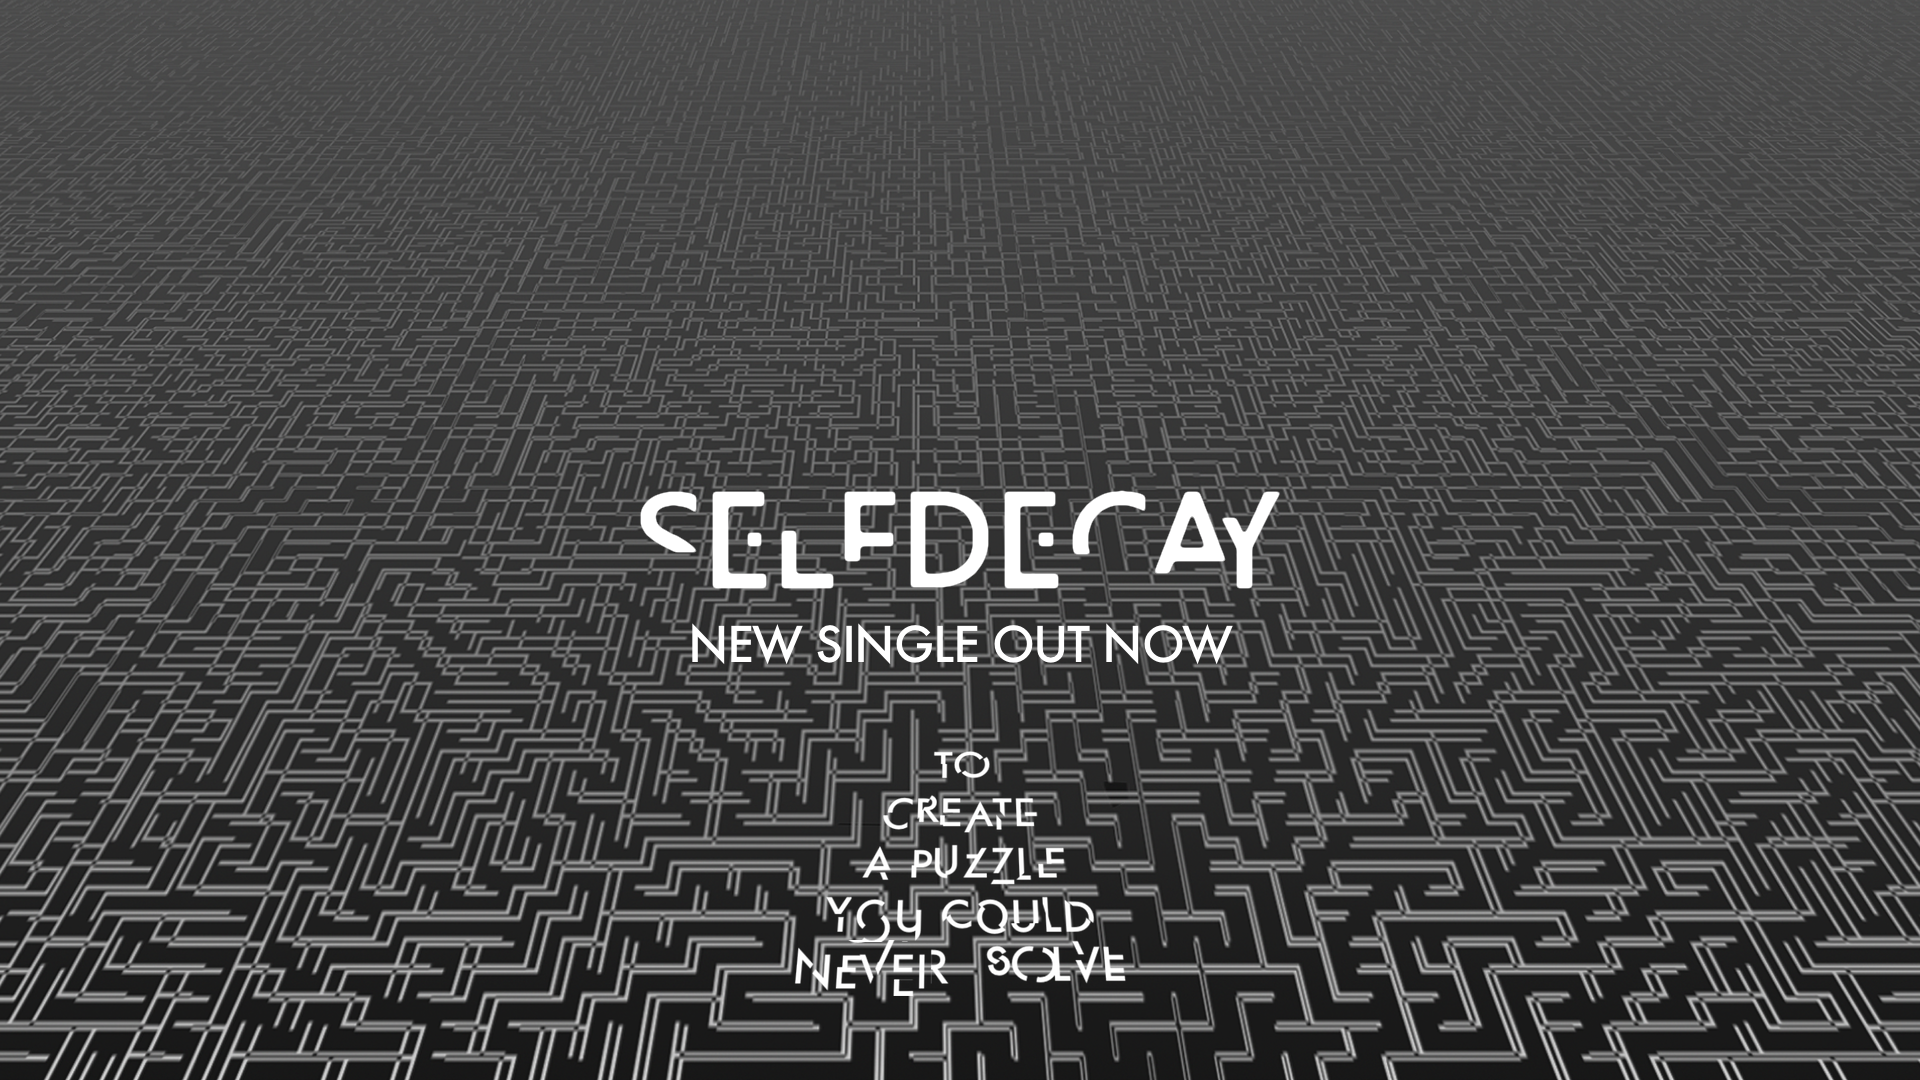 SELFDECAY
NEW SINGLE OUT NOW
TO
CREATE
A PUZZLE
YOU COULD
NEVER SOLVE